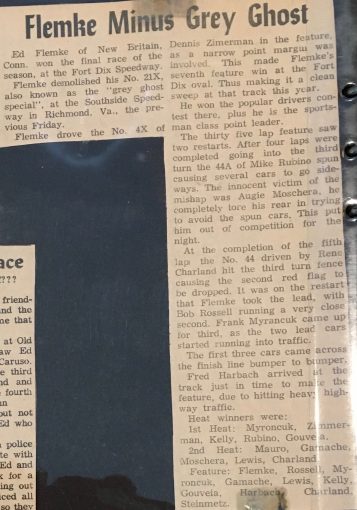 Flemke Minus Grey Ghost
Ed Flemke of New Britain,
Conn. won the final race of the
season, at the Fort Dix Speedway.
Flemke demolished his No. 21X,
also known as the "grey ghost
special", at the Southside Speed-
way in Richmond, Va., the pre-
vious Friday.
Flemke drove the No. 4X of
Dennis Zimerman in the feature,
as a narrow point margin was
involved. This made Flemke's
seventh feature win at the Fort
Dix oval. Thus making it a clean
sweep at that track this year.
He won the popular drivers con-
test there, plus he is the sports-
man class point leader.
The thirty five lap feature saw
two restarts. After four laps were
completed going into the third
turn the 44A of Mike Rubino spun
causing several cars to go side-
ways. The innocent victim of the
mishap was Augie Moschera, he
completely tore his rear in trying
to avoid the spun cars. This put
him out of competition for the
night.
At the completion of the fifth
lap the No. 44 driven by Rene
Charland hit the third turn fence
causing the second red flag to
be dropped. It was on the restart
that Flemke took the lead, with
Bob Rossell running a very close
second. Frank Myrancuk came up
for third, as the two lead cars
started running into traffic.
The first three cars came across
the finish line bumper to bumper.
Fred Harbach arrived at the
track just in time to make the
feature, due to hitting heavy high-
way traffic.
Heat winners were:
1st Heat: Myroncuk, Zimmer-
man, Kelly, Rubino, Gouveia.
2nd Heat: Mauro, Gamache,
Moschera, Lewis, Charland.
Feature: Flemke, Rossell, My-
roncuk, Gamache, Lewis, Kelly,
Gouveia, Harbach, Charland,
Steinmetz.
ace
????
friend-
nd the
me that
at Old
aw Ed
Caruso.
e third
nd and
fourth
un
out not
Ed who
police
te with
Ed and
k for a
ing out
iced all
so they